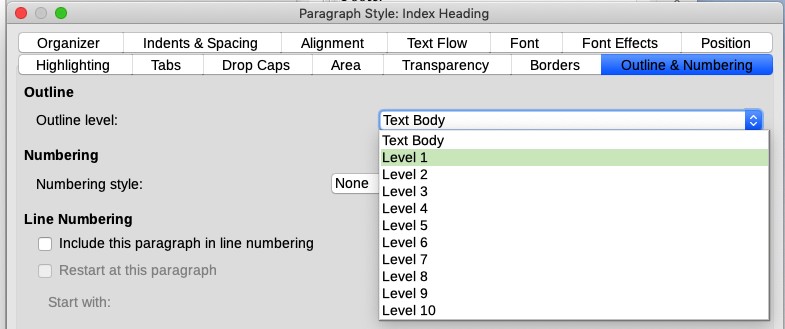 Paragraph Style: Index Heading
Organizer Indents & Spacing Alignment Text Flow Font Font Effects Position
Highlighting Tabs Drop Caps Area Transparency Borders Outline & Numbering
Outline
Outline level: Text Body
Text Body
Level 1
Level 2
Level 3
Level 4
Level 5
Level 6
Level 7
Level 8
Level 9
Level 10
Numbering
Numbering style: None
Line Numbering
Include this paragraph in line numbering
Restart at this paragraph
Start with: